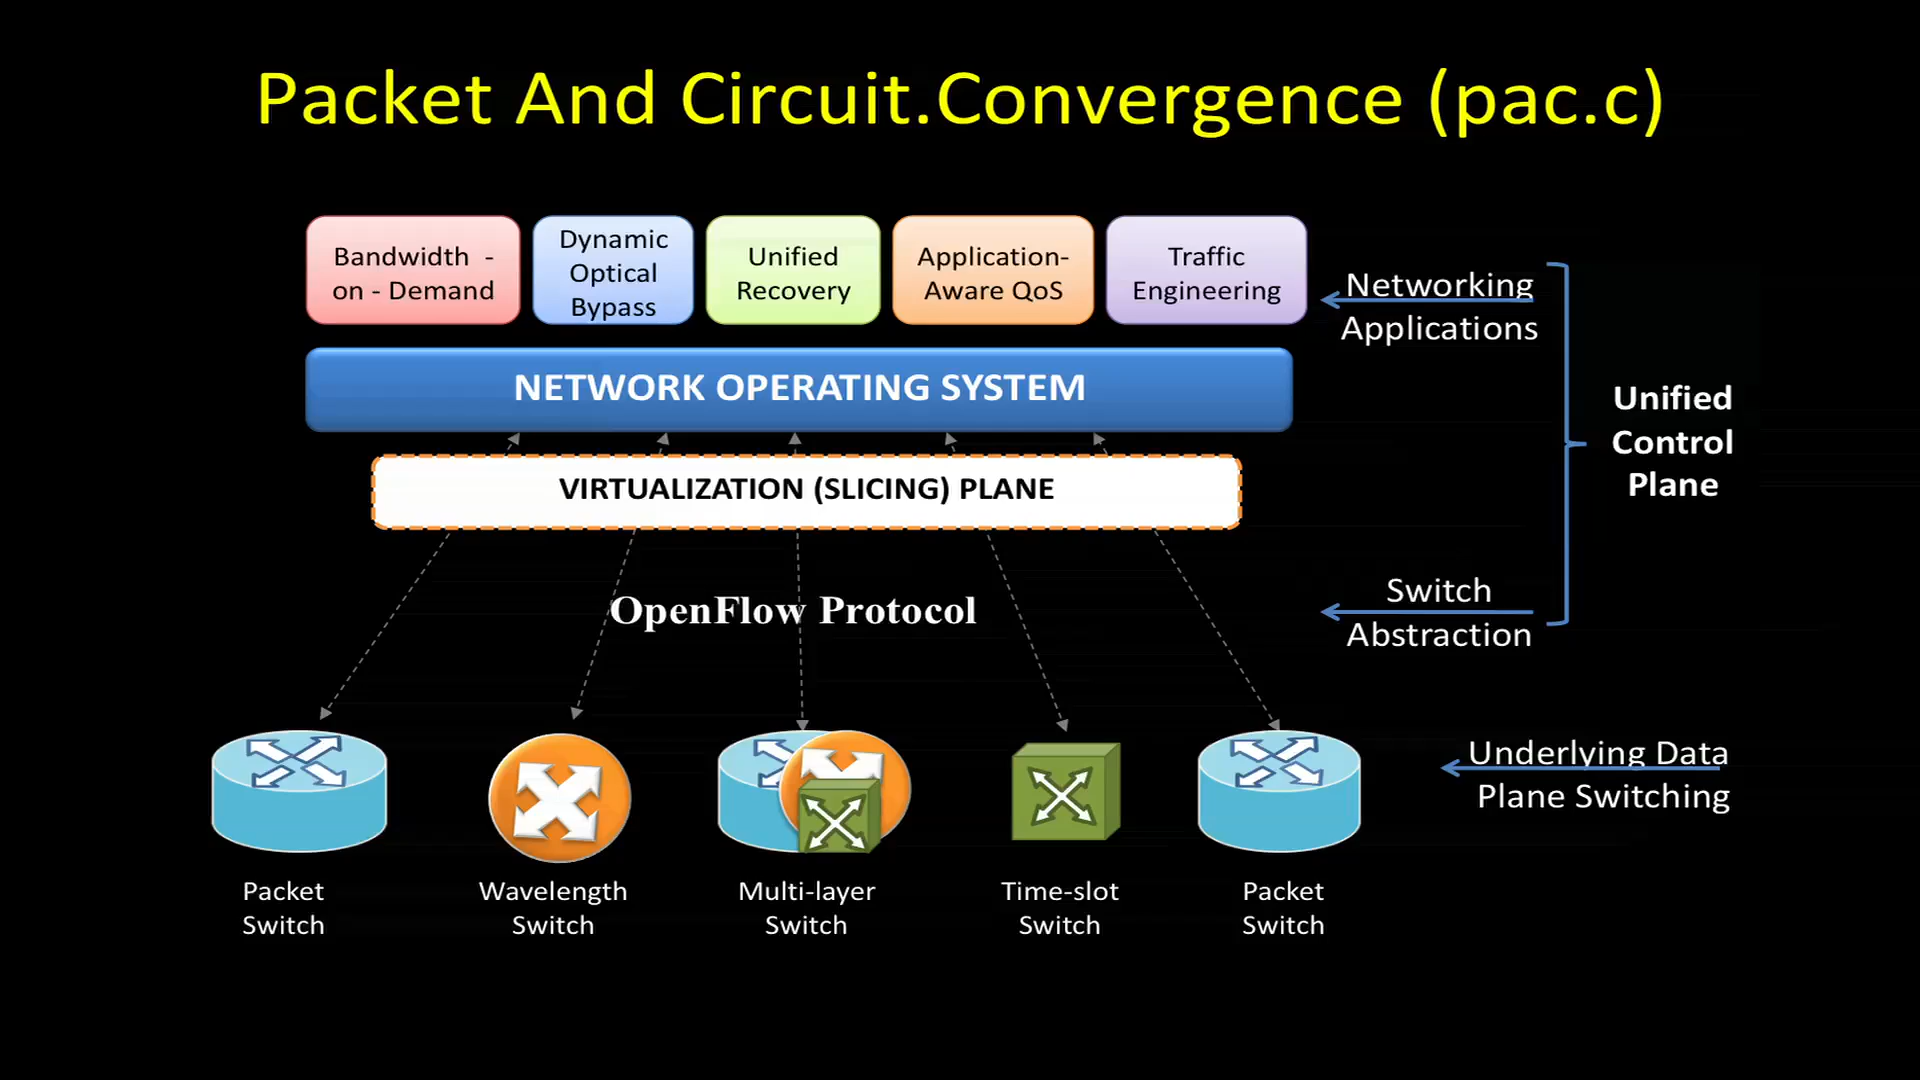 Packet And Circuit.Convergence (pac.c)
Bandwidth -
on - Demand
Dynamic
Optical
Bypass
Unified
Recovery
Application-
Aware QoS
Traffic
Engineering
Networking
Applications
NETWORK OPERATING SYSTEM
Unified
Control
Plane
VIRTUALIZATION (SLICING) PLANE
OpenFlow Protocol
Switch
Abstraction
Underlying Data
Plane Switching
Packet
Switch
Wavelength
Switch
Multi-layer
Switch
Time-slot
Switch
Packet
Switch